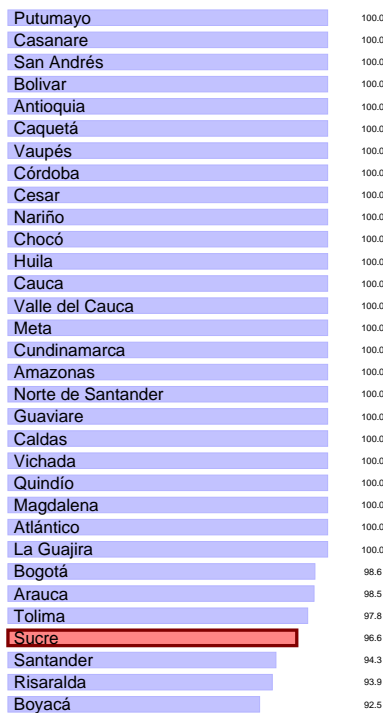 Putumayo 100.0
Casanare 100.0
San Andrés 100.0
Bolivar 100.0
Antioquia 100.0
Caquetá 100.0
Vaupés 100.0
Córdoba 100.0
Cesar 100.0
Nariño 100.0
Chocó 100.0
Huila 100.0
Cauca 100.0
Valle del Cauca 100.0
Meta 100.0
Cundinamarca 100.0
Amazonas 100.0
Norte de Santander 100.0
Guaviare 100.0
Caldas 100.0
Vichada 100.0
Quindío 100.0
Magdalena 100.0
Atlántico 100.0
La Guajira 100.0
Bogotá 98.6
Arauca 98.5
Tolima 97.8
Sucre 96.6
Santander 94.3
Risaralda 93.9
Boyacá 92.5